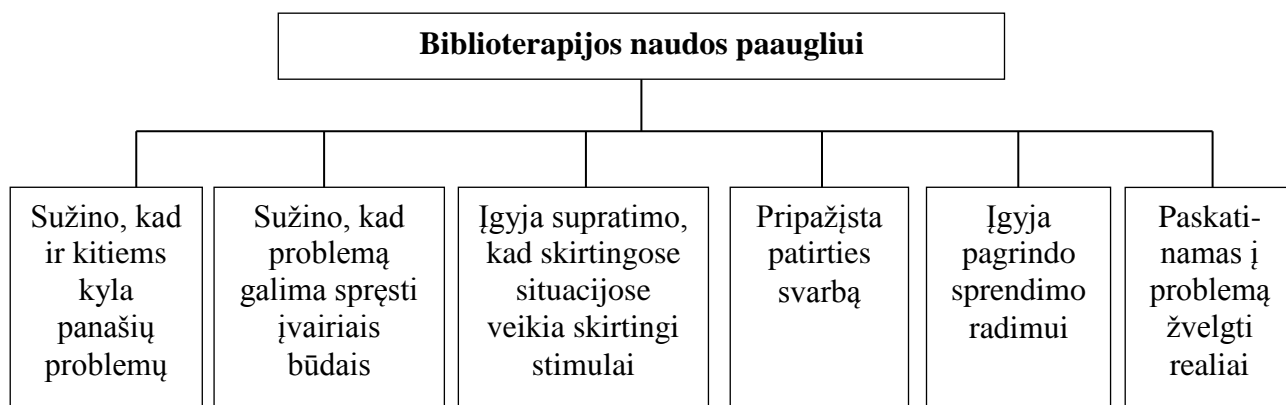 Biblioterapijos naudos paaugliui
Sužino, kad
ir kitiems
kyla
panašių
problemų
Sužino, kad
problemą
galima spręsti
įvairiais
būdais
Įgyja supratimo,
kad skirtingose
situacijose
veikia skirtingi
stimulai
Pripažįsta
patirties
svarbą
Įgyja
pagrindo
sprendimo
radimui
Paskati-
namas į
problemą
žvelgti
realiai